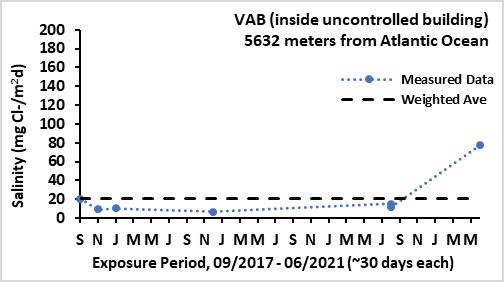 VAB (inside uncontrolled building)
5632 meters from Atlantic Ocean
Salinity (mg Cl-/m²d)
200
180
160
140
120
100
80
60
40
20
0
Measured Data
Weighted Ave
S N J M M J S N J M M J S N J M M J S N J M M
Exposure Period, 09/2017 - 06/2021 (~30 days each)